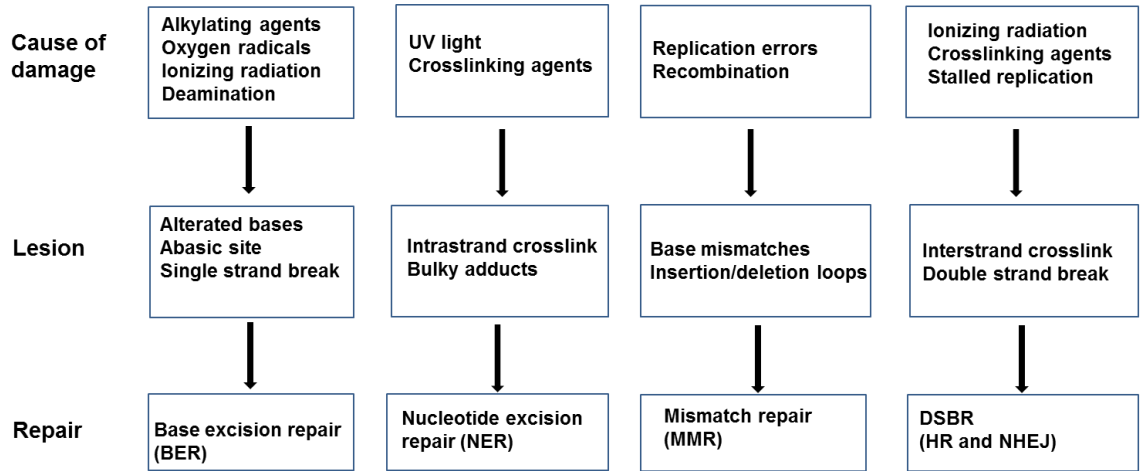 Cause of
damage
Alkylating agents
Oxygen radicals
Ionizing radiation
Deamination
UV light
Crosslinking agents
Replication errors
Recombination
Ionizing radiation
Crosslinking agents
Stalled replication
Lesion
Alterated bases
Abasic site
Single strand break
Intrastrand crosslink
Bulky adducts
Base mismatches
Insertion/deletion loops
Interstrand crosslink
Double strand break
Repair
Base excision repair
(BER)
Nucleotide excision
repair (NER)
Mismatch repair
(MMR)
DSBR
(HR and NHEJ)